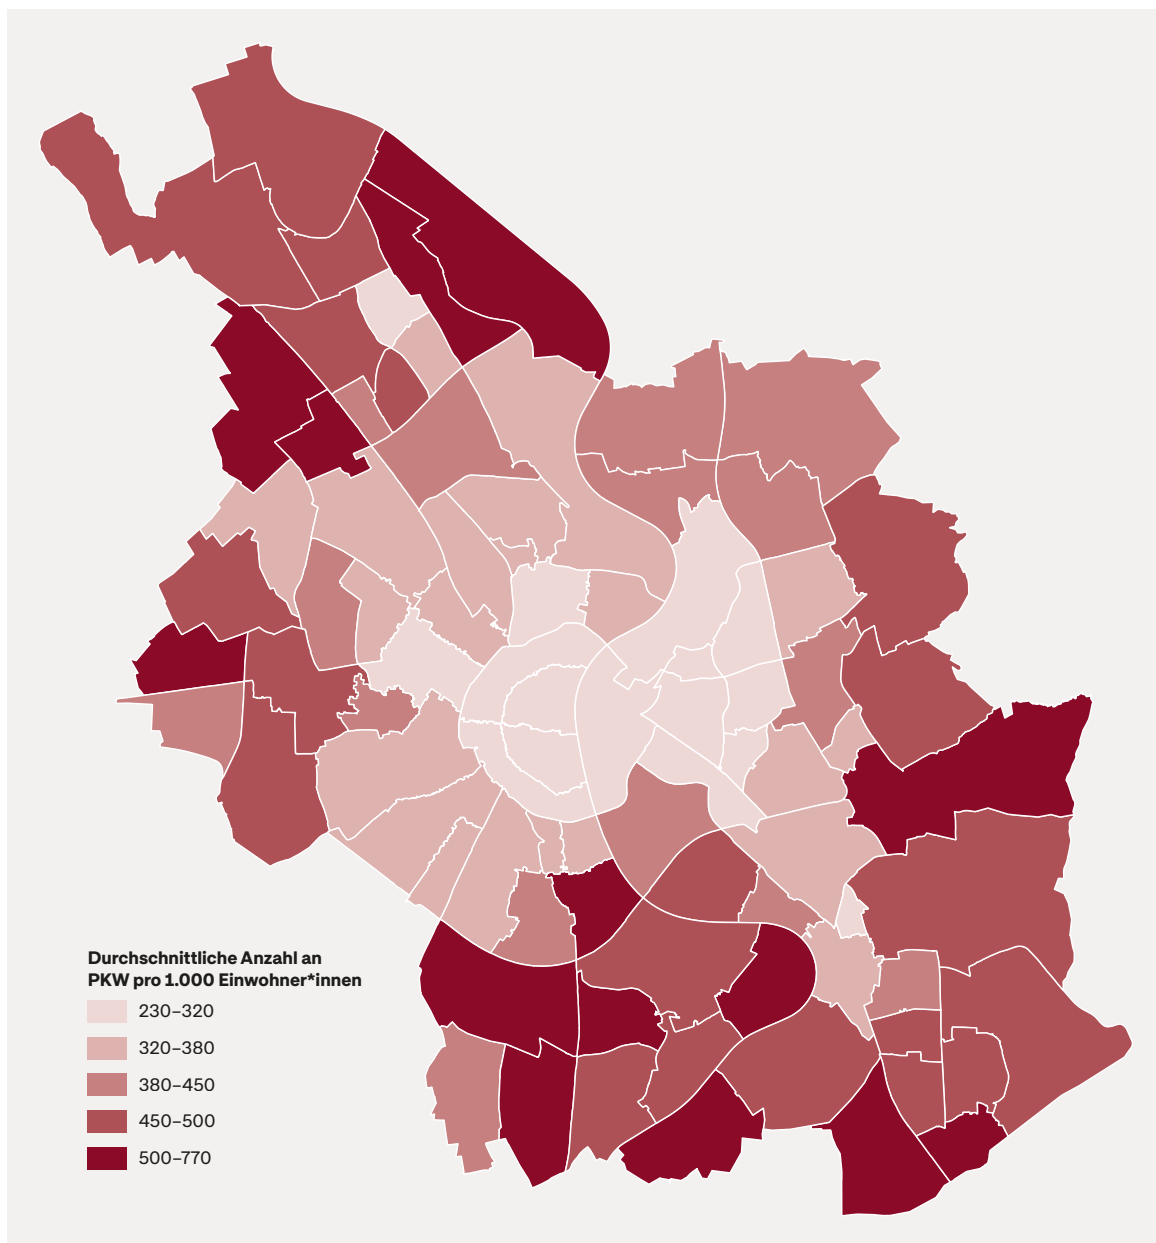 Durchschnittliche Anzahl an
PKW pro 1.000 Einwohner*innen
230–320
320–380
380–450
450–500
500–770